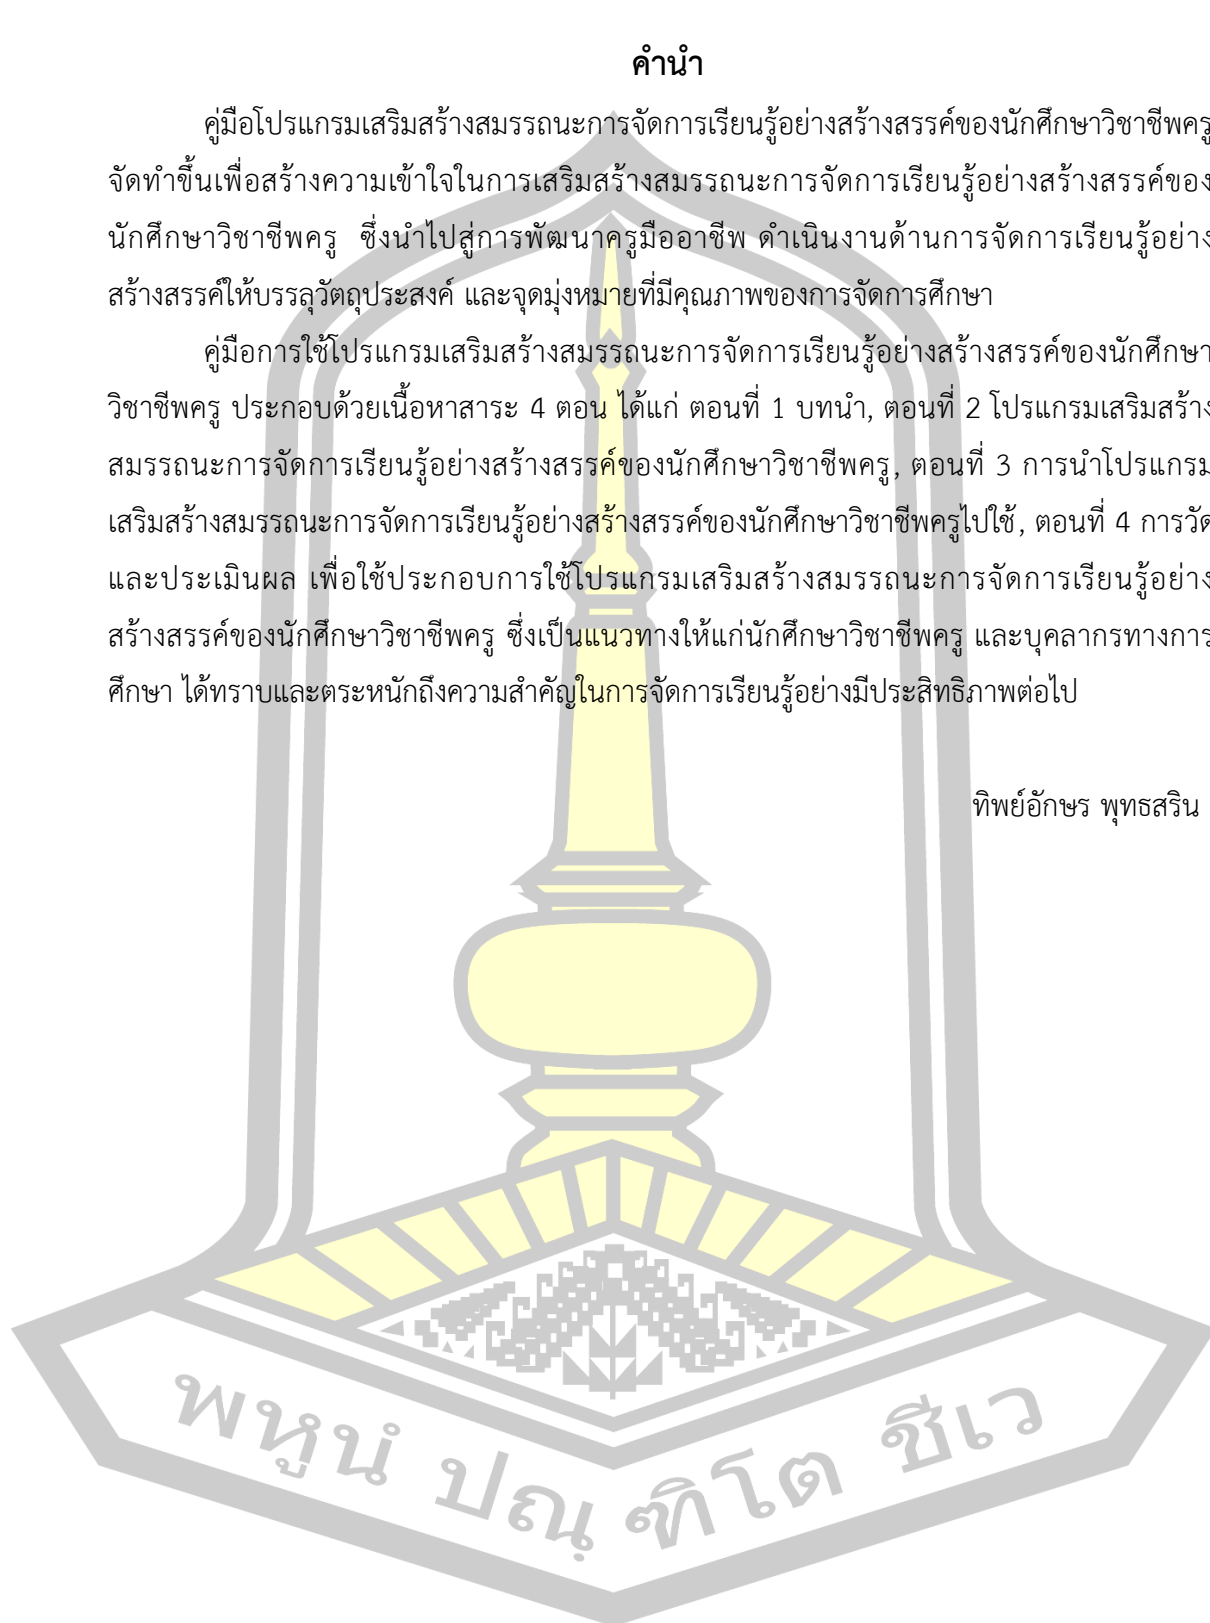 คำนำ
คู่มือโปรแกรมเสริมสร้างสมรรถนะการจัดการเรียนรู้อย่างสร้างสรรค์ของนักศึกษาวิชาชีพครู
จัดทำขึ้นเพื่อสร้างความเข้าใจในการเสริมสร้างสมรรถนะการจัดการเรียนรู้อย่างสร้างสรรค์ของ
นักศึกษาวิชาชีพครู ซึ่งนำไปสู่การพัฒนาครูมืออาชีพ ดำเนินงานด้านการจัดการเรียนรู้อย่าง
สร้างสรรค์ให้บรรลุวัตถุประสงค์ และจุดมุ่งหมายที่มีคุณภาพของการจัดการศึกษา
คู่มือการใช้โปรแกรมเสริมสร้างสมรรถนะการจัดการเรียนรู้อย่างสร้างสรรค์ของนักศึกษา
วิชาชีพครู ประกอบด้วยเนื้อหาสาระ 4 ตอน ได้แก่ ตอนที่ 1 บทนำ, ตอนที่ 2 โปรแกรมเสริมสร้าง
สมรรถนะการจัดการเรียนรู้อย่างสร้างสรรค์ของนักศึกษาวิชาชีพครู, ตอนที่ 3 การนำโปรแกรม
เสริมสร้างสมรรถนะการจัดการเรียนรู้อย่างสร้างสรรค์ของนักศึกษาวิชาชีพครูไปใช้, ตอนที่ 4 การวัด
และประเมินผล เพื่อใช้ประกอบการใช้โปรแกรมเสริมสร้างสมรรถนะการจัดการเรียนรู้อย่าง
สร้างสรรค์ของนักศึกษาวิชาชีพครู ซึ่งเป็นแนวทางให้แก่นักศึกษาวิชาชีพครู และบุคลากรทางการ
ศึกษา ได้ทราบและตระหนักถึงความสำคัญในการจัดการเรียนรู้อย่างมีประสิทธิภาพต่อไป
ทิพย์อักษร พุทธสริน
พหูนํ ปณฺ ฑิโต ชีเว